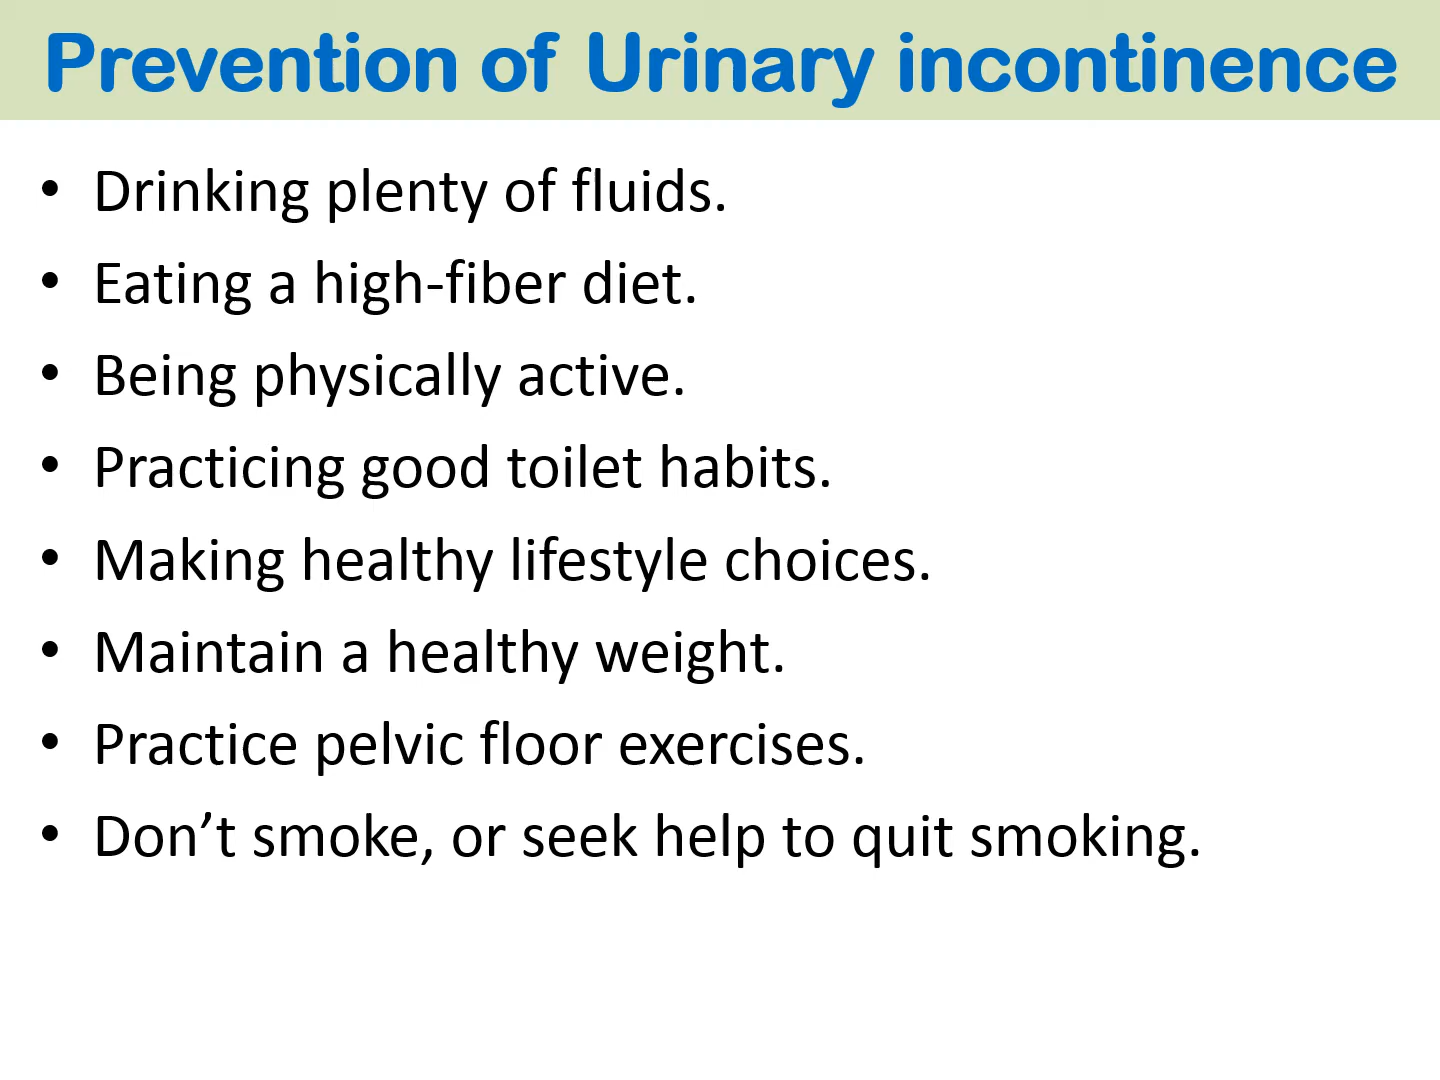 Prevention of Urinary incontinence
• Drinking plenty of fluids.
• Eating a high-fiber diet.
• Being physically active.
• Practicing good toilet habits.
• Making healthy lifestyle choices.
• Maintain a healthy weight.
• Practice pelvic floor exercises.
• Don’t smoke, or seek help to quit smoking.